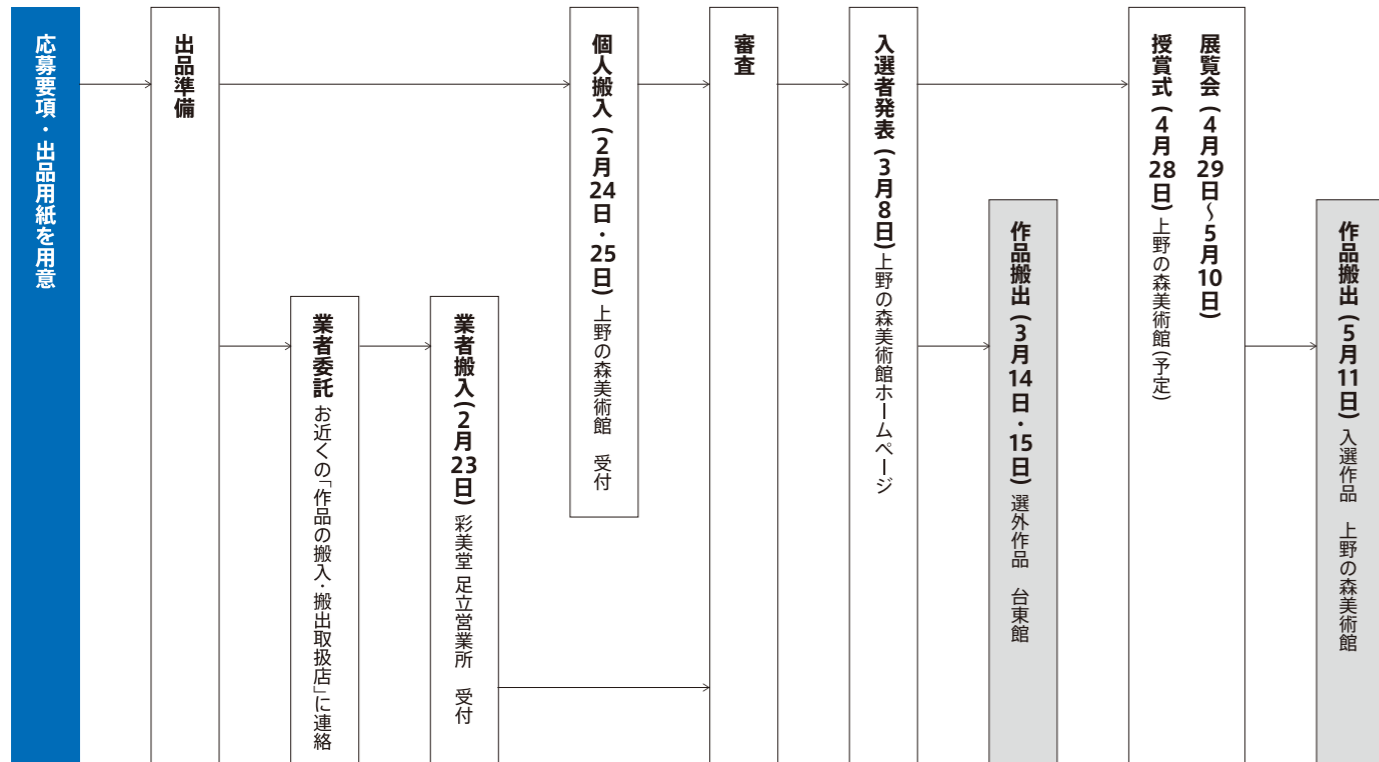 応募要項・出品用紙を用意
出品準備
業者委託 お近くの「作品の搬入・搬出取扱店」に連絡
業者搬入(2月23日) 彩美堂 足立営業所 受付
個人搬入(2月24日・25日) 上野の森美術館 受付
審査
入選者発表(3月8日)上野の森美術館ホームページ
作品搬出(3月14日・15日) 選外作品 台東館
展覧会(4月29日〜5月10日)
授賞式(4月28日)上野の森美術館(予定)
作品搬出(5月11日) 入選作品 上野の森美術館